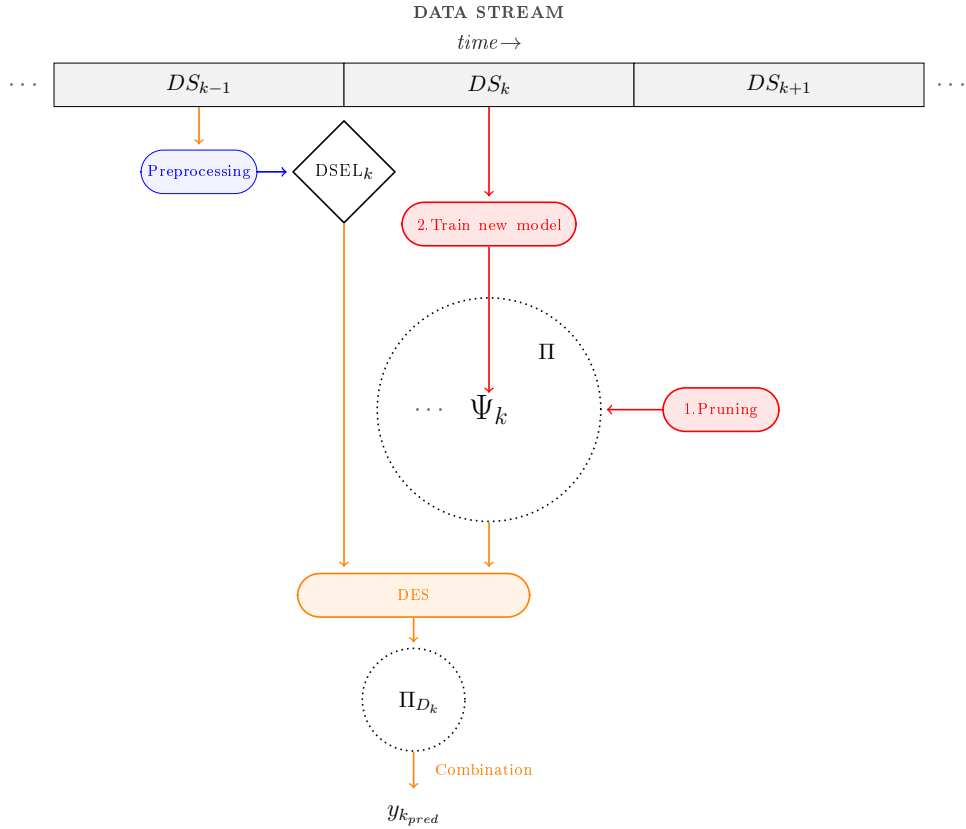 DATA STREAM
time→
··· DS_{k−1} DS_k DS_{k+1} ···
Preprocessing
DSEL_k
2.Train new model
Π
··· Ψ_k
1.Pruning
DES
Π_{D_k}
Combination
y_{k_{pred}}